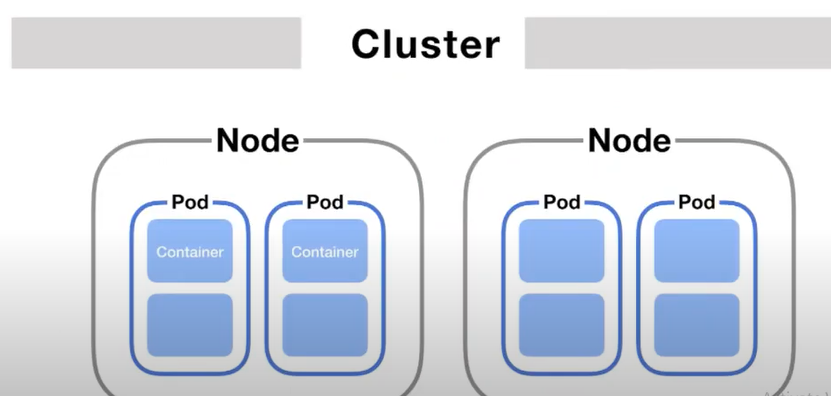 Cluster
Node Node
Pod Pod Pod Pod
Container Container